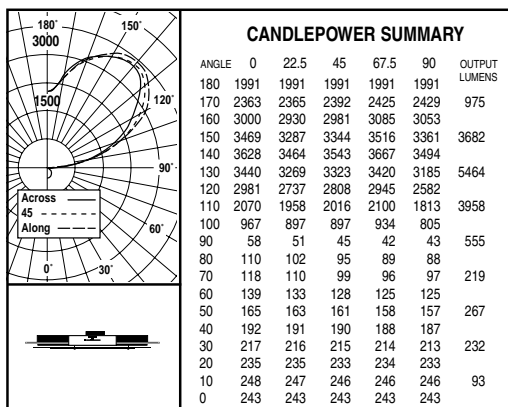 180°
150°
3000
1500
120°
90°
Across
45
Along
60°
0°
30°
CANDLEPOWER SUMMARY
ANGLE 0 22.5 45 67.5 90 OUTPUT
LUMENS
180 1991 1991 1991 1991 1991
170 2363 2365 2392 2425 2429 975
160 3000 2930 2981 3085 3053
150 3469 3287 3344 3516 3361 3682
140 3628 3464 3543 3667 3494
130 3440 3269 3323 3420 3185 5464
120 2981 2737 2808 2945 2582
110 2070 1958 2016 2100 1813 3958
100 967 897 897 934 805
90 58 51 45 42 43 555
80 110 102 95 89 88
70 118 110 99 96 97 219
60 139 133 128 125 125
50 165 163 161 158 157 267
40 192 191 190 188 187
30 217 216 215 214 213 232
20 235 235 233 234 233
10 248 247 246 246 246 93
0 243 243 243 243 243